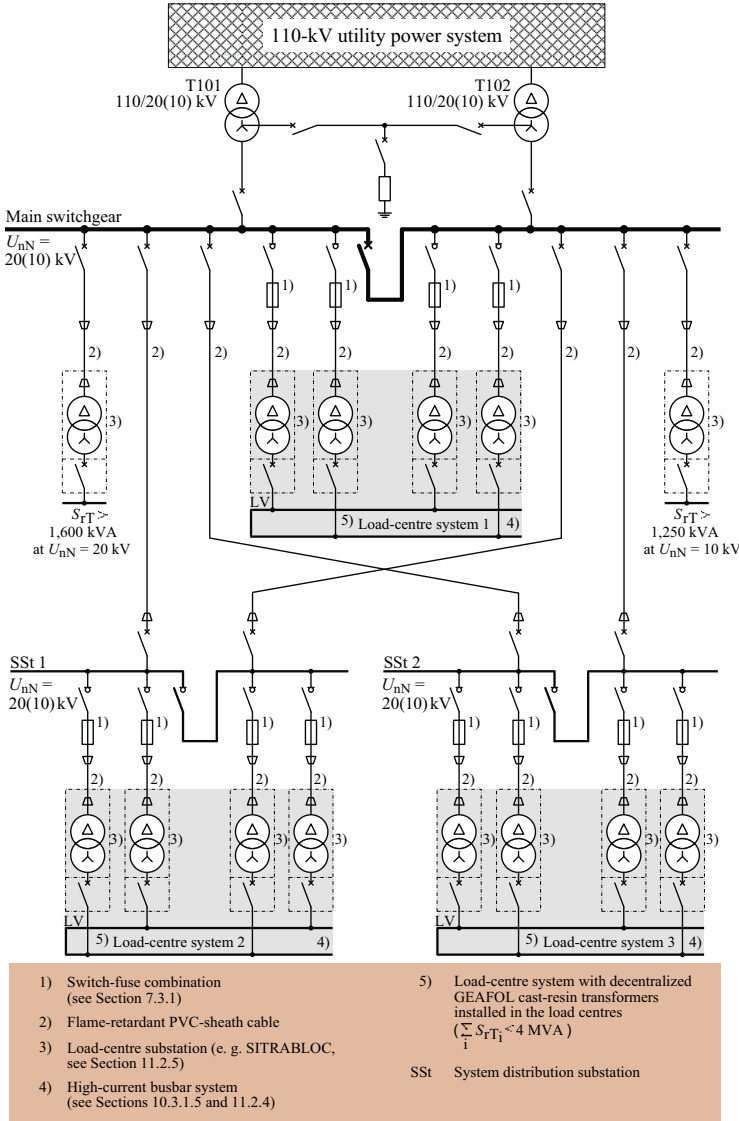 110-kV utility power system
T101
110/20(10) kV
T102
110/20(10) kV
Main switchgear
UnN =
20(10) kV
1)
1)
1)
1)
2)
2)
2)
2)
2)
2)
2)
2)
2)
2)
3)
3)
3)
3)
3)
3)
SrT >
1,600 kVA
at UnN = 20 kV
LV
5) Load-centre system 1
4)
SrT >
1,250 kVA
at UnN = 10 kV
SSt 1
UnN =
20(10) kV
1)
1)
1)
1)
2)
2)
2)
2)
3)
3)
3)
3)
LV
5) Load-centre system 2
4)
SSt 2
UnN =
20(10) kV
1)
1)
1)
1)
2)
2)
2)
2)
3)
3)
3)
3)
LV
5) Load-centre system 3
4)
1) Switch-fuse combination
(see Section 7.3.1)
2) Flame-retardant PVC-sheath cable
3) Load-centre substation (e. g. SITRABLOC,
see Section 11.2.5)
4) High-current busbar system
(see Sections 10.3.1.5 and 11.2.4)
5) Load-centre system with decentralized
GEAFOL cast-resin transformers
installed in the load centres
(∑ SrTi < 4 MVA )
i
SSt System distribution substation